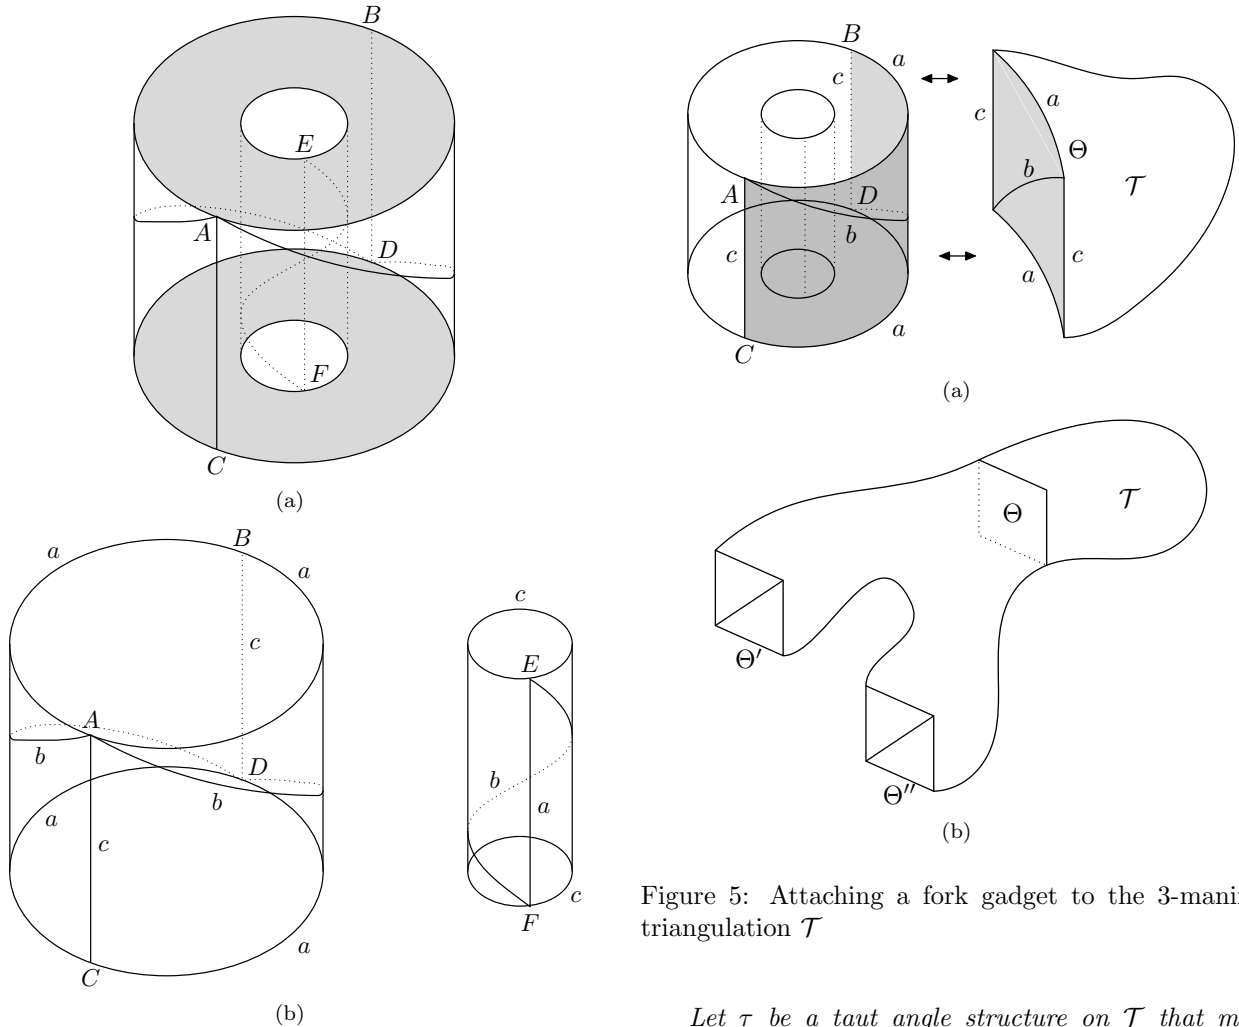 B
E
A
D
F
C
(a)
B
a
a
A
c
b
D
b
a
c
a
C
(b)
c
E
b
a
c
F
B
a
c
A
D
b
c
a
C
c
a
Θ
b
𝒯
c
a
(a)
Θ
𝒯
Θ′
Θ″
(b)
Figure 5: Attaching a fork gadget to the 3-mani
triangulation 𝒯
Let τ be a taut angle structure on 𝒯 that m